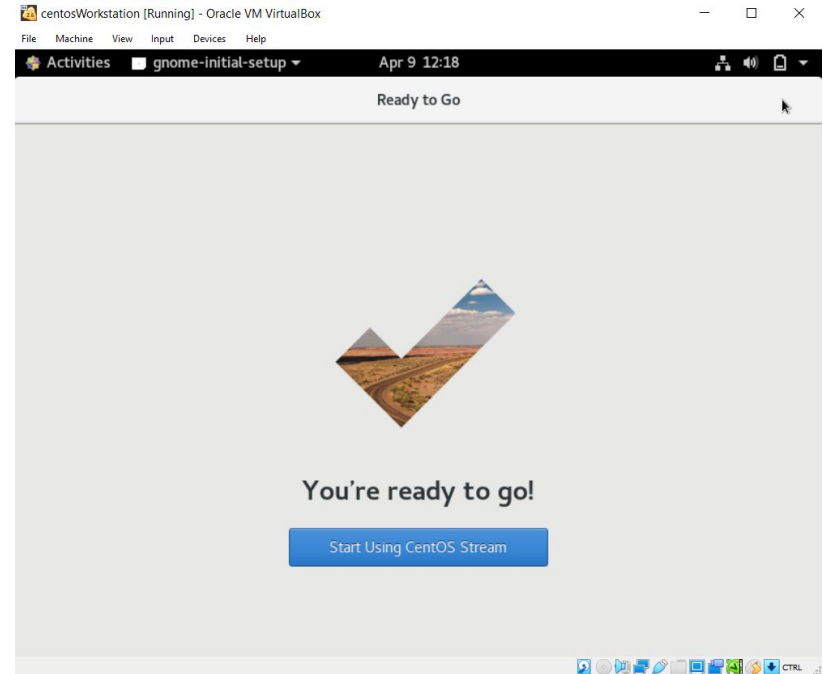 centosWorkstation [Running] - Oracle VM VirtualBox
File Machine View Input Devices Help
Activities gnome-initial-setup Apr 9 12:18
Ready to Go
You're ready to go!
Start Using CentOS Stream
CTRL